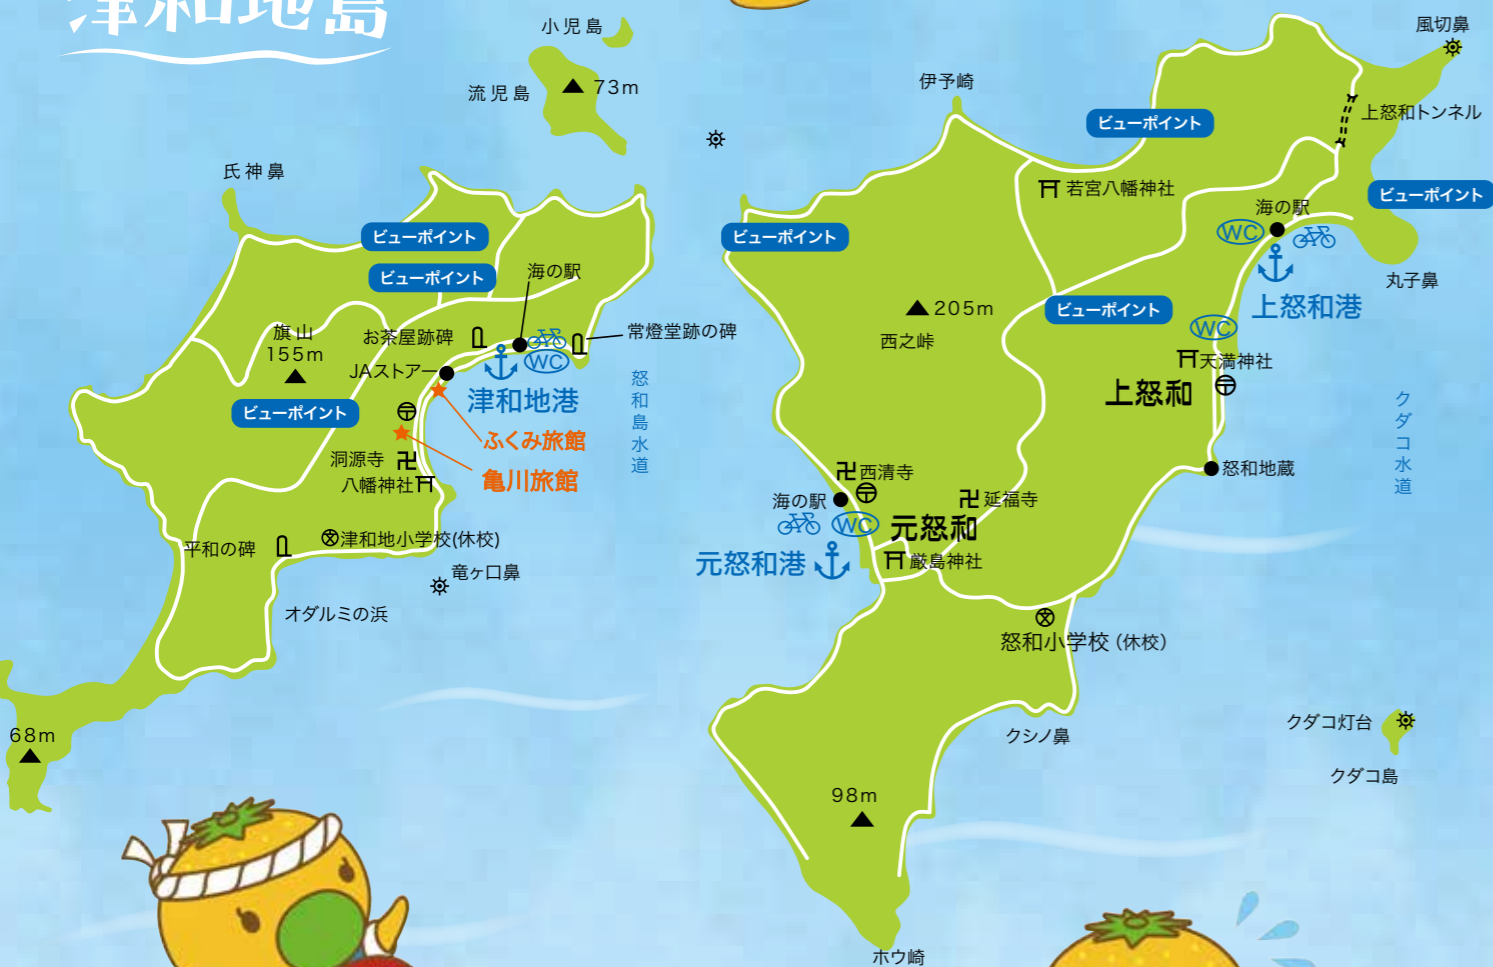 津和地島
小児島
流児島
73m
氏神鼻
ビューポイント
ビューポイント
海の駅
旗山
155m
お茶屋跡碑
常燈堂跡の碑
JAストアー
WC
津和地港
怒和島水道
ビューポイント
ふくみ旅館
洞源寺
亀川旅館
八幡神社
平和の碑
津和地小学校(休校)
竜ヶ口鼻
オダルミの浜
68m
風切鼻
伊予崎
ビューポイント
上怒和トンネル
若宮八幡神社
ビューポイント
海の駅
WC
ビューポイント
丸子鼻
205m
ビューポイント
上怒和港
西之峠
WC
天満神社
上怒和
クダコ水道
西清寺
怒和地蔵
海の駅
延福寺
WC
元怒和
元怒和港
厳島神社
怒和小学校(休校)
クシノ鼻
クダコ灯台
クダコ島
98m
ホウ崎